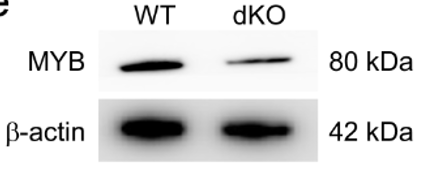 e
WT dKO
MYB 80 kDa
β-actin 42 kDa